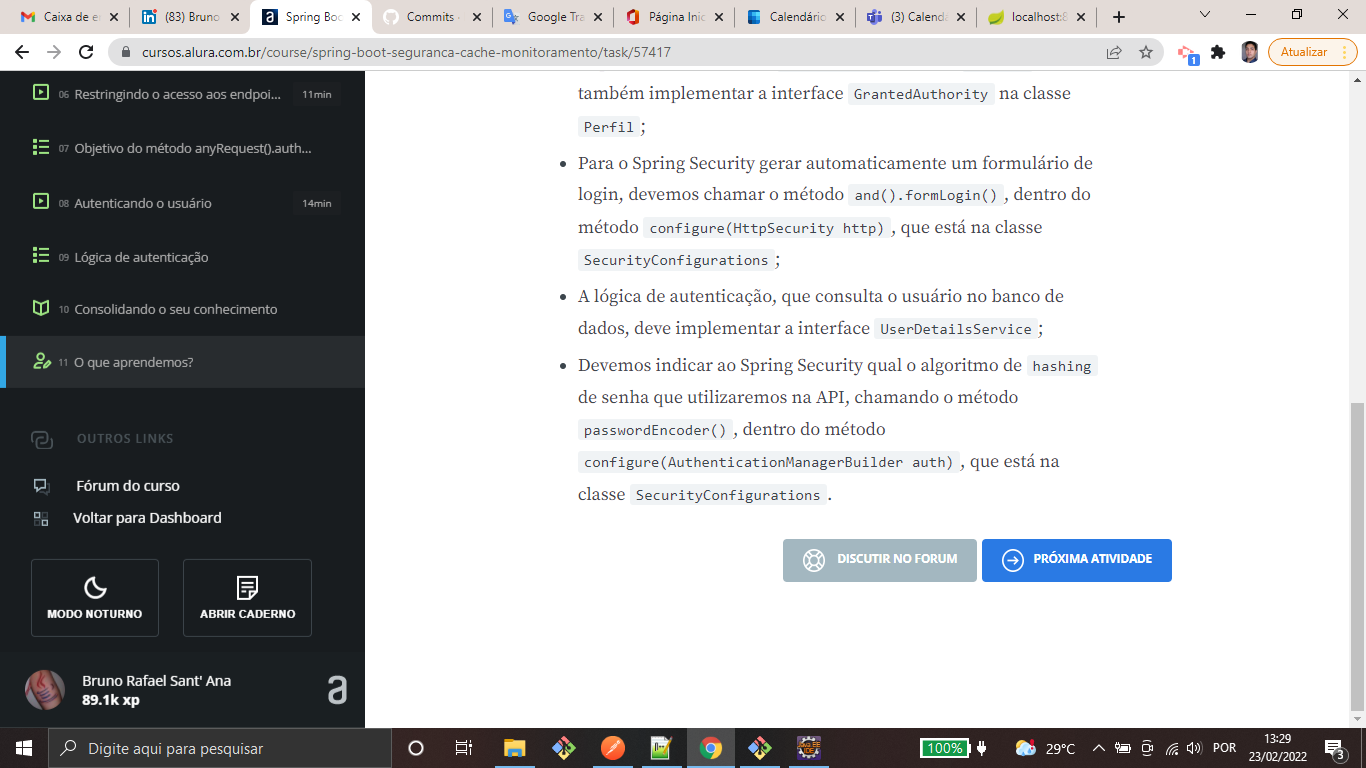 Caixa de e
(83) Bruno
Spring Boo
Commits ·
Google Tra
Página Inic
Calendário
(3) Calenda
localhost:8
cursos.alura.com.br/course/spring-boot-seguranca-cache-monitoramento/task/57417
1
Atualizar
06 Restringindo o acesso aos endpoi... 11min
07 Objetivo do método anyRequest().auth...
08 Autenticando o usuário 14min
09 Lógica de autenticação
10 Consolidando o seu conhecimento
11 O que aprendemos?
OUTROS LINKS
Fórum do curso
Voltar para Dashboard
MODO NOTURNO
ABRIR CADERNO
Bruno Rafael Sant' Ana
89.1k xp
a
também implementar a interface GrantedAuthority na classe
Perfil ;
• Para o Spring Security gerar automaticamente um formulário de
login, devemos chamar o método and().formLogin() , dentro do
método configure(HttpSecurity http) , que está na classe
SecurityConfigurations ;
• A lógica de autenticação, que consulta o usuário no banco de
dados, deve implementar a interface UserDetailsService ;
• Devemos indicar ao Spring Security qual o algoritmo de hashing
de senha que utilizaremos na API, chamando o método
passwordEncoder() , dentro do método
configure(AuthenticationManagerBuilder auth) , que está na
classe SecurityConfigurations .
DISCUTIR NO FORUM
PRÓXIMA ATIVIDADE
Digite aqui para pesquisar
100%
29°C
POR
13:29
23/02/2022
3